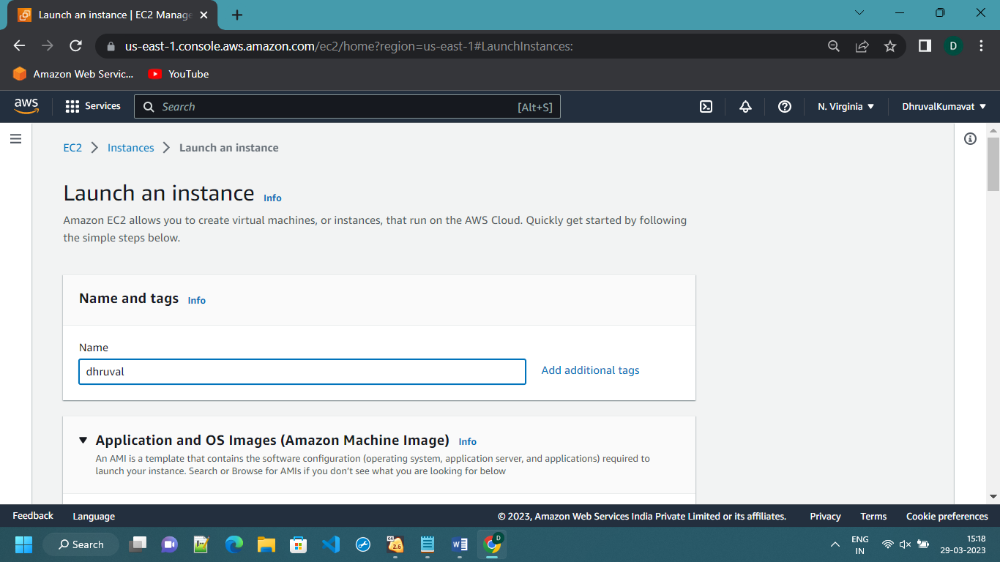 Launch an instance | EC2 Manage
us-east-1.console.aws.amazon.com/ec2/home?region=us-east-1#LaunchInstances:
D
Amazon Web Servic...
YouTube
aws
Services
Search
[Alt+S]
N. Virginia
DhruvalKumavat
EC2 > Instances > Launch an instance
Launch an instance Info
Amazon EC2 allows you to create virtual machines, or instances, that run on the AWS Cloud. Quickly get started by following
the simple steps below.
Name and tags Info
Name
dhruval
Add additional tags
Application and OS Images (Amazon Machine Image) Info
An AMI is a template that contains the software configuration (operating system, application server, and applications) required to
launch your instance. Search or Browse for AMIs if you don't see what you are looking for below
Feedback
Language
© 2023, Amazon Web Services India Private Limited or its affiliates.
Privacy
Terms
Cookie preferences
Search
64
2.6
D
ENG
IN
15:18
29-03-2023